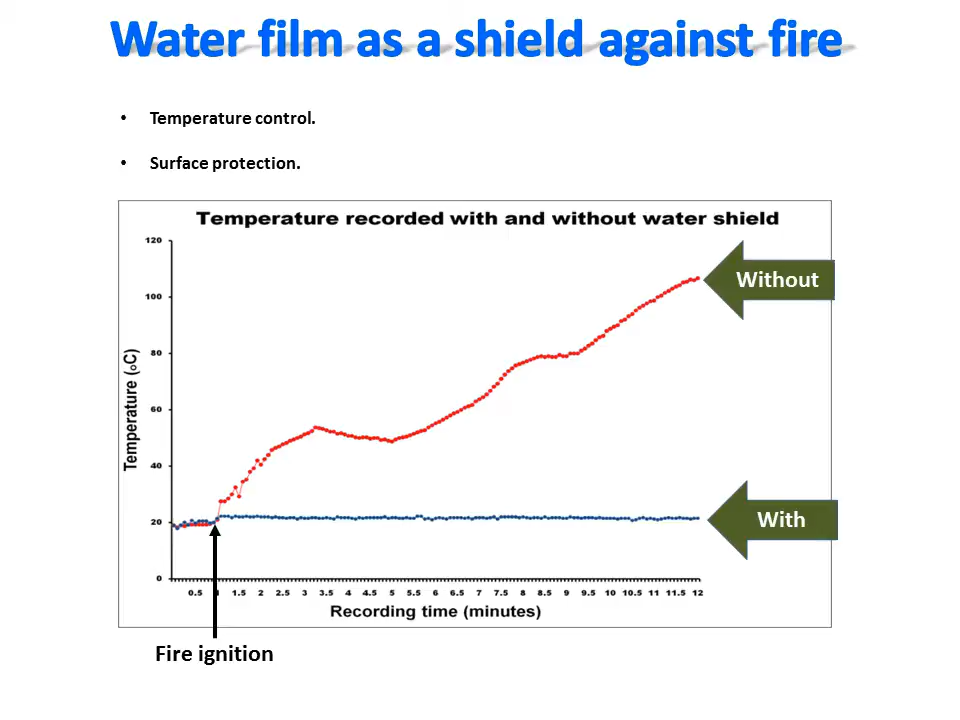 Water film as a shield against fire
• Temperature control.
• Surface protection.
Temperature recorded with and without water shield
120
100
80
60
40
20
0
Temperature (oC)
0.5 1.5 2 2.5 3 3.5 4 4.5 5 5.5 6 6.5 7 7.5 8 8.5 9 9.5 10 10.5 11 11.5 12
Recording time (minutes)
Without
With
Fire ignition